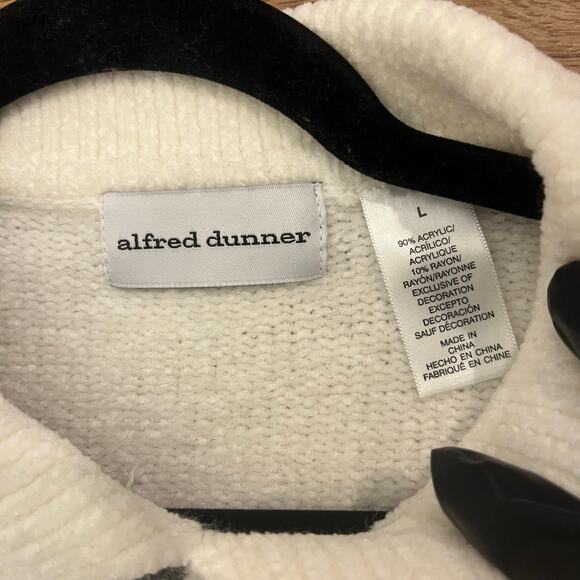 alfred dunner
L
90% ACRYLIC/
ACRÍLICO/
ACRYLIQUE
10% RAYON/
RAYÓN/RAYONNE
EXCLUSIVE OF
DECORATION
EXCEPTO
DECORACIÓN
SAUF DÉCORATION
MADE IN
CHINA
HECHO EN CHINA
FABRIQUÉ EN CHINE